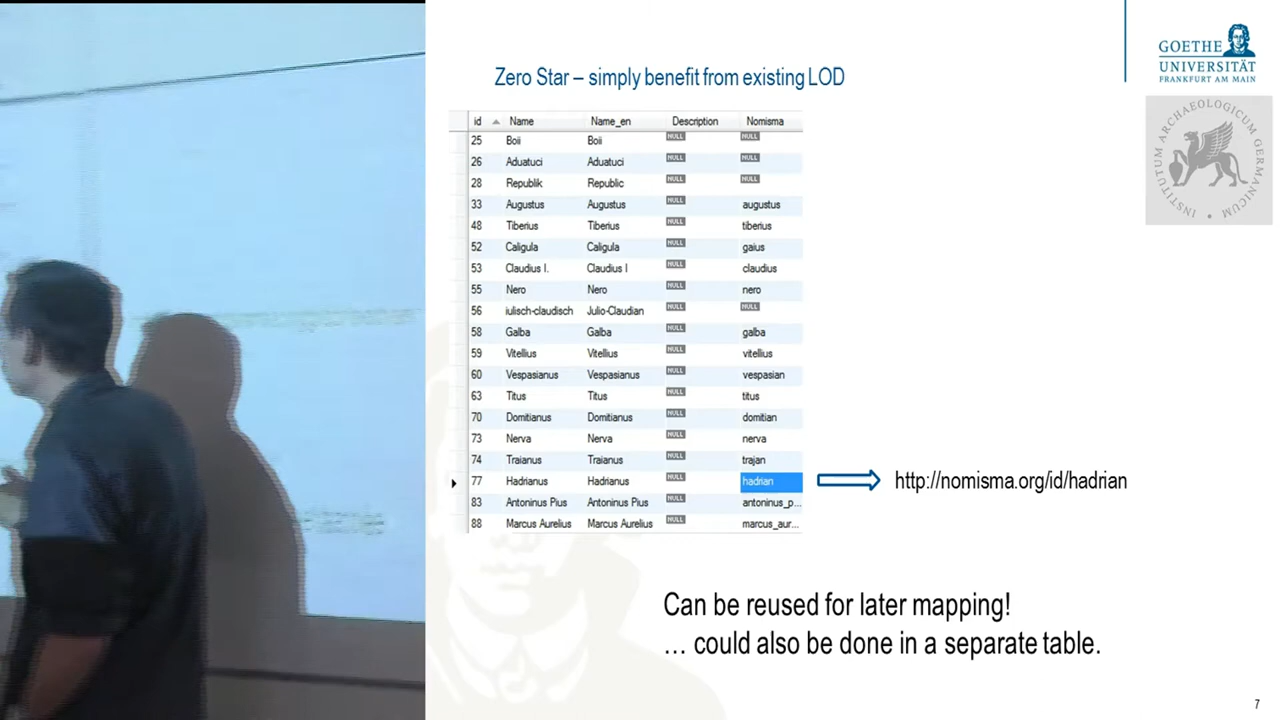 Zero Star – simply benefit from existing LOD
GOETHE
UNIVERSITÄT
FRANKFURT AM MAIN
INSTITUTUM ARCHAEOLOGICUM GERMANICUM
id Name Name_en Description Nomisma
25 Boii Boii NULL NULL
26 Aduatuci Aduatuci NULL NULL
28 Republik Republic NULL NULL
33 Augustus Augustus NULL augustus
48 Tiberius Tiberius NULL tiberius
52 Caligula Caligula NULL gaius
53 Claudius I. Claudius I NULL claudius
55 Nero Nero NULL nero
56 iulisch-claudisch Julio-Claudian NULL NULL
58 Galba Galba NULL galba
59 Vitellius Vitellius NULL vitellius
60 Vespasianus Vespasianus NULL vespasian
63 Titus Titus NULL titus
70 Domitianus Domitianus NULL domitian
73 Nerva Nerva NULL nerva
74 Traianus Traianus NULL trajan
77 Hadrianus Hadrianus NULL hadrian http://nomisma.org/id/hadrian
83 Antoninus Pius Antoninus Pius NULL antoninus_p...
88 Marcus Aurelius Marcus Aurelius NULL marcus_aur...
Can be reused for later mapping!
... could also be done in a separate table.
7